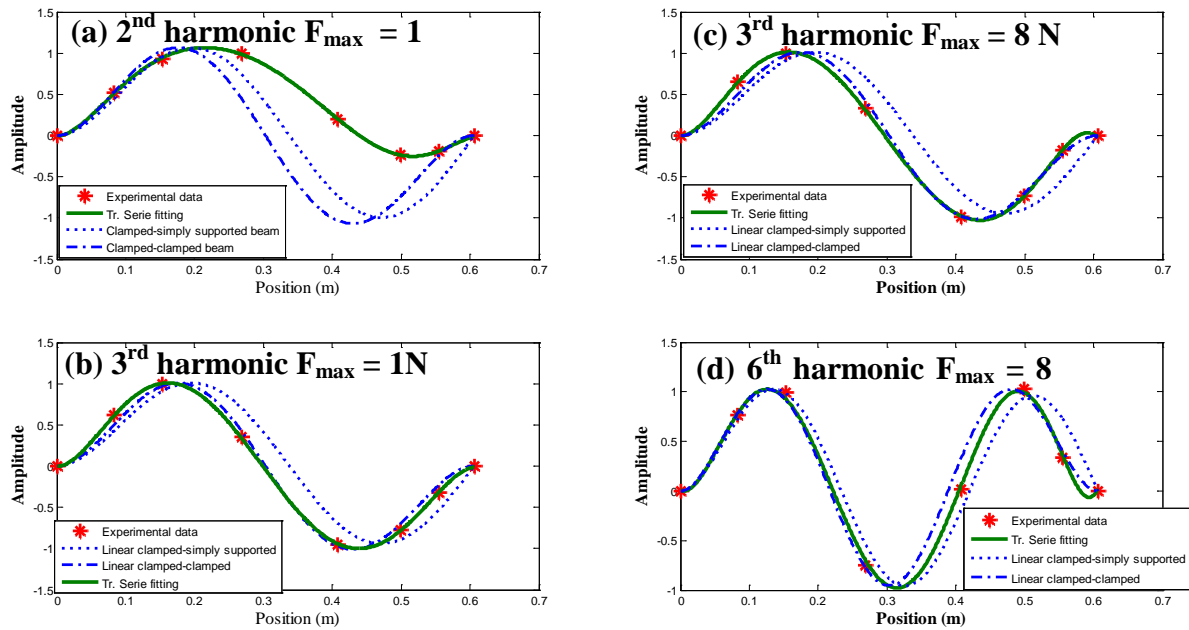 (a) 2nd harmonic Fmax = 1
1.5
1
0.5
0
-0.5
-1
-1.5
Amplitude
Experimental data
Tr. Serie fitting
Clamped-simply supported beam
Clamped-clamped beam
0 0.1 0.2 0.3 0.4 0.5 0.6 0.7
Position (m)
(c) 3rd harmonic Fmax = 8 N
1.5
1
0.5
0
-0.5
-1
-1.5
Amplitude
Experimental data
Tr. Serie fitting
Linear clamped-simply supported
Linear clamped-clamped
0 0.1 0.2 0.3 0.4 0.5 0.6 0.7
Position (m)
(b) 3rd harmonic Fmax = 1N
1.5
1
0.5
0
-0.5
-1
-1.5
Amplitude
Experimental data
Linear clamped-simply supported
Linear clamped-clamped
Tr. Serie fitting
0 0.1 0.2 0.3 0.4 0.5 0.6 0.7
Position (m)
(d) 6th harmonic Fmax = 8
1.5
1
0.5
0
-0.5
-1
Amplitude
Experimental data
Tr. Serie fitting
Linear clamped-simply supported
Linear clamped-clamped
0 0.1 0.2 0.3 0.4 0.5 0.6 0.7
Position (m)